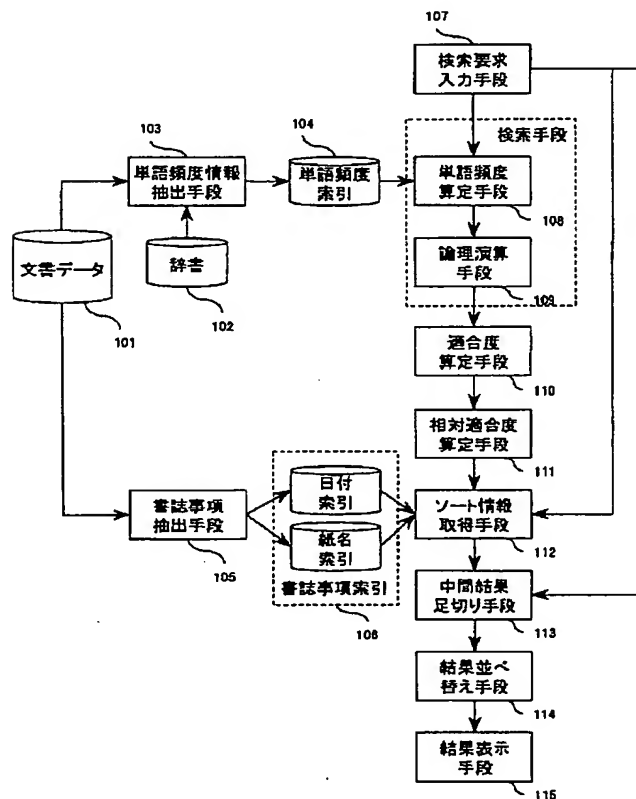 107
検索要求
入力手段
検索手段
103
単語頻度情報
抽出手段
104
単語頻度
索引
単語頻度
算定手段
108
文書データ
101
辞書
102
論理演算
手段
109
適合度
算定手段
110
相対適合度
算定手段
111
書誌事項
抽出手段
105
日付
索引
紙名
索引
書誌事項索引
106
ソート情報
取得手段
112
中間結果
足切り手段
113
結果並べ
替え手段
114
結果表示
手段
115